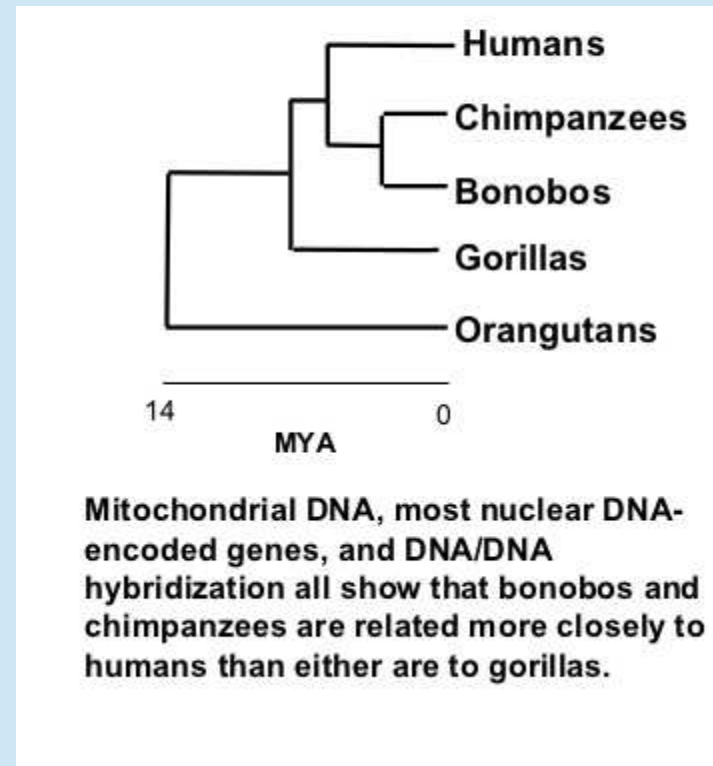 Humans
Chimpanzees
Bonobos
Gorillas
Orangutans
14 0
MYA
Mitochondrial DNA, most nuclear DNA-
encoded genes, and DNA/DNA
hybridization all show that bonobos and
chimpanzees are related more closely to
humans than either are to gorillas.